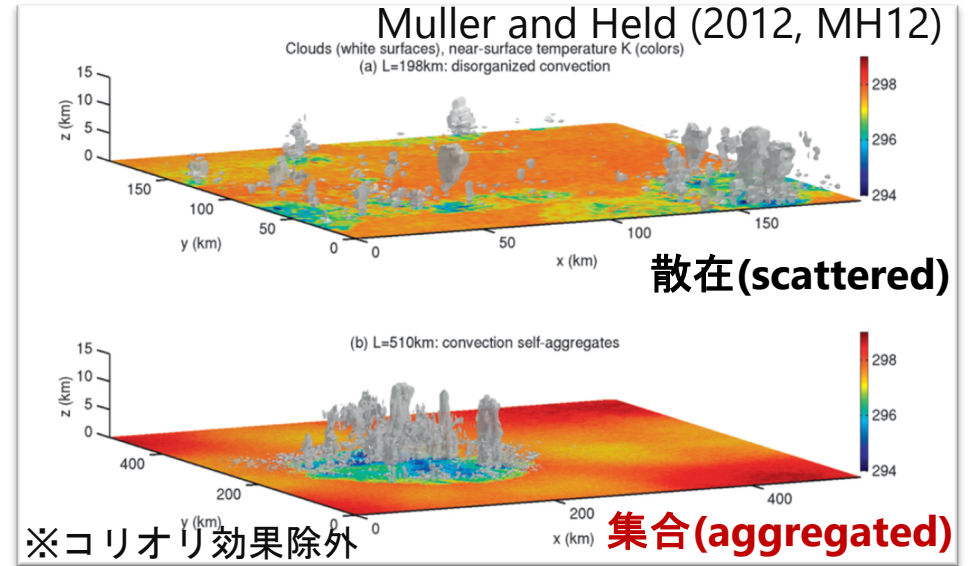 Muller and Held (2012, MH12)
Clouds (white surfaces), near-surface temperature K (colors)
(a) L=198km: disorganized convection
15
10
5
0
z (km)
150
100
50
0
y (km)
0
50
100
150
x (km)
298
296
294
散在(scattered)
(b) L=510km: convection self-aggregates
15
10
5
0
z (km)
400
200
0
y (km)
0
200
400
x (km)
298
296
294
集合(aggregated)
※コリオリ効果除外